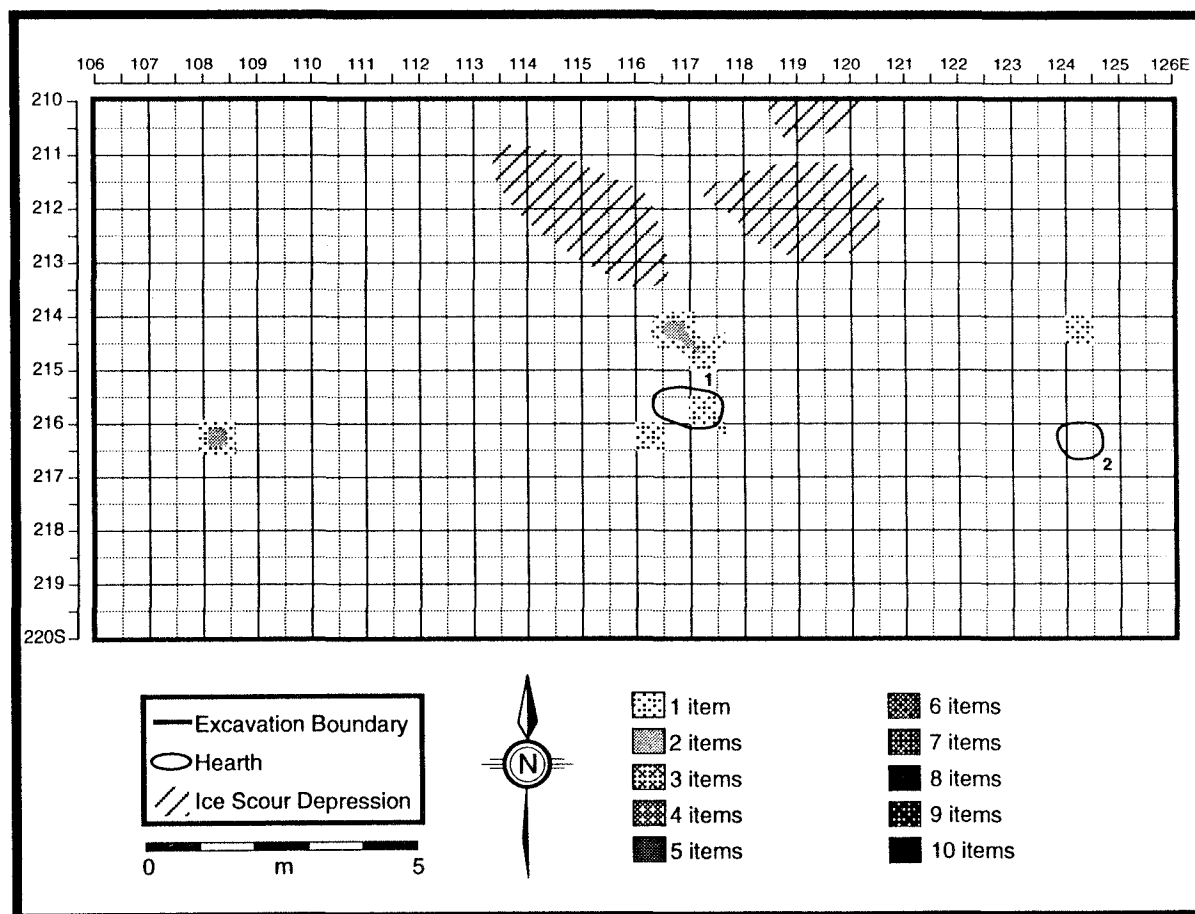 106 107 108 109 110 111 112 113 114 115 116 117 118 119 120 121 122 123 124 125 126E
210
211
212
213
214
215
1
216
2
217
218
219
220S
Excavation Boundary
Hearth
Ice Scour Depression
0 m 5
N
1 item
2 items
3 items
4 items
5 items
6 items
7 items
8 items
9 items
10 items